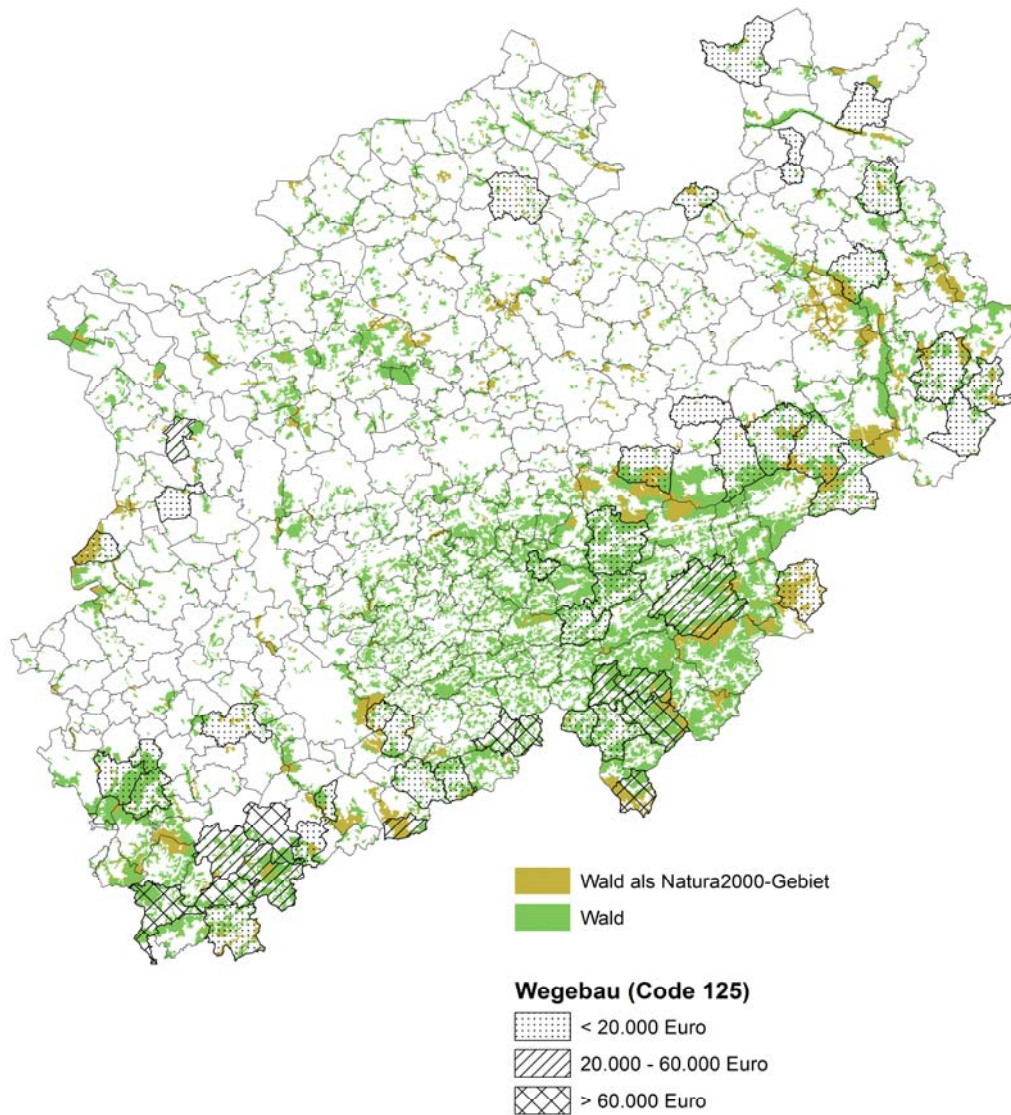 Wald als Natura2000-Gebiet
Wald
Wegebau (Code 125)
< 20.000 Euro
20.000 - 60.000 Euro
> 60.000 Euro